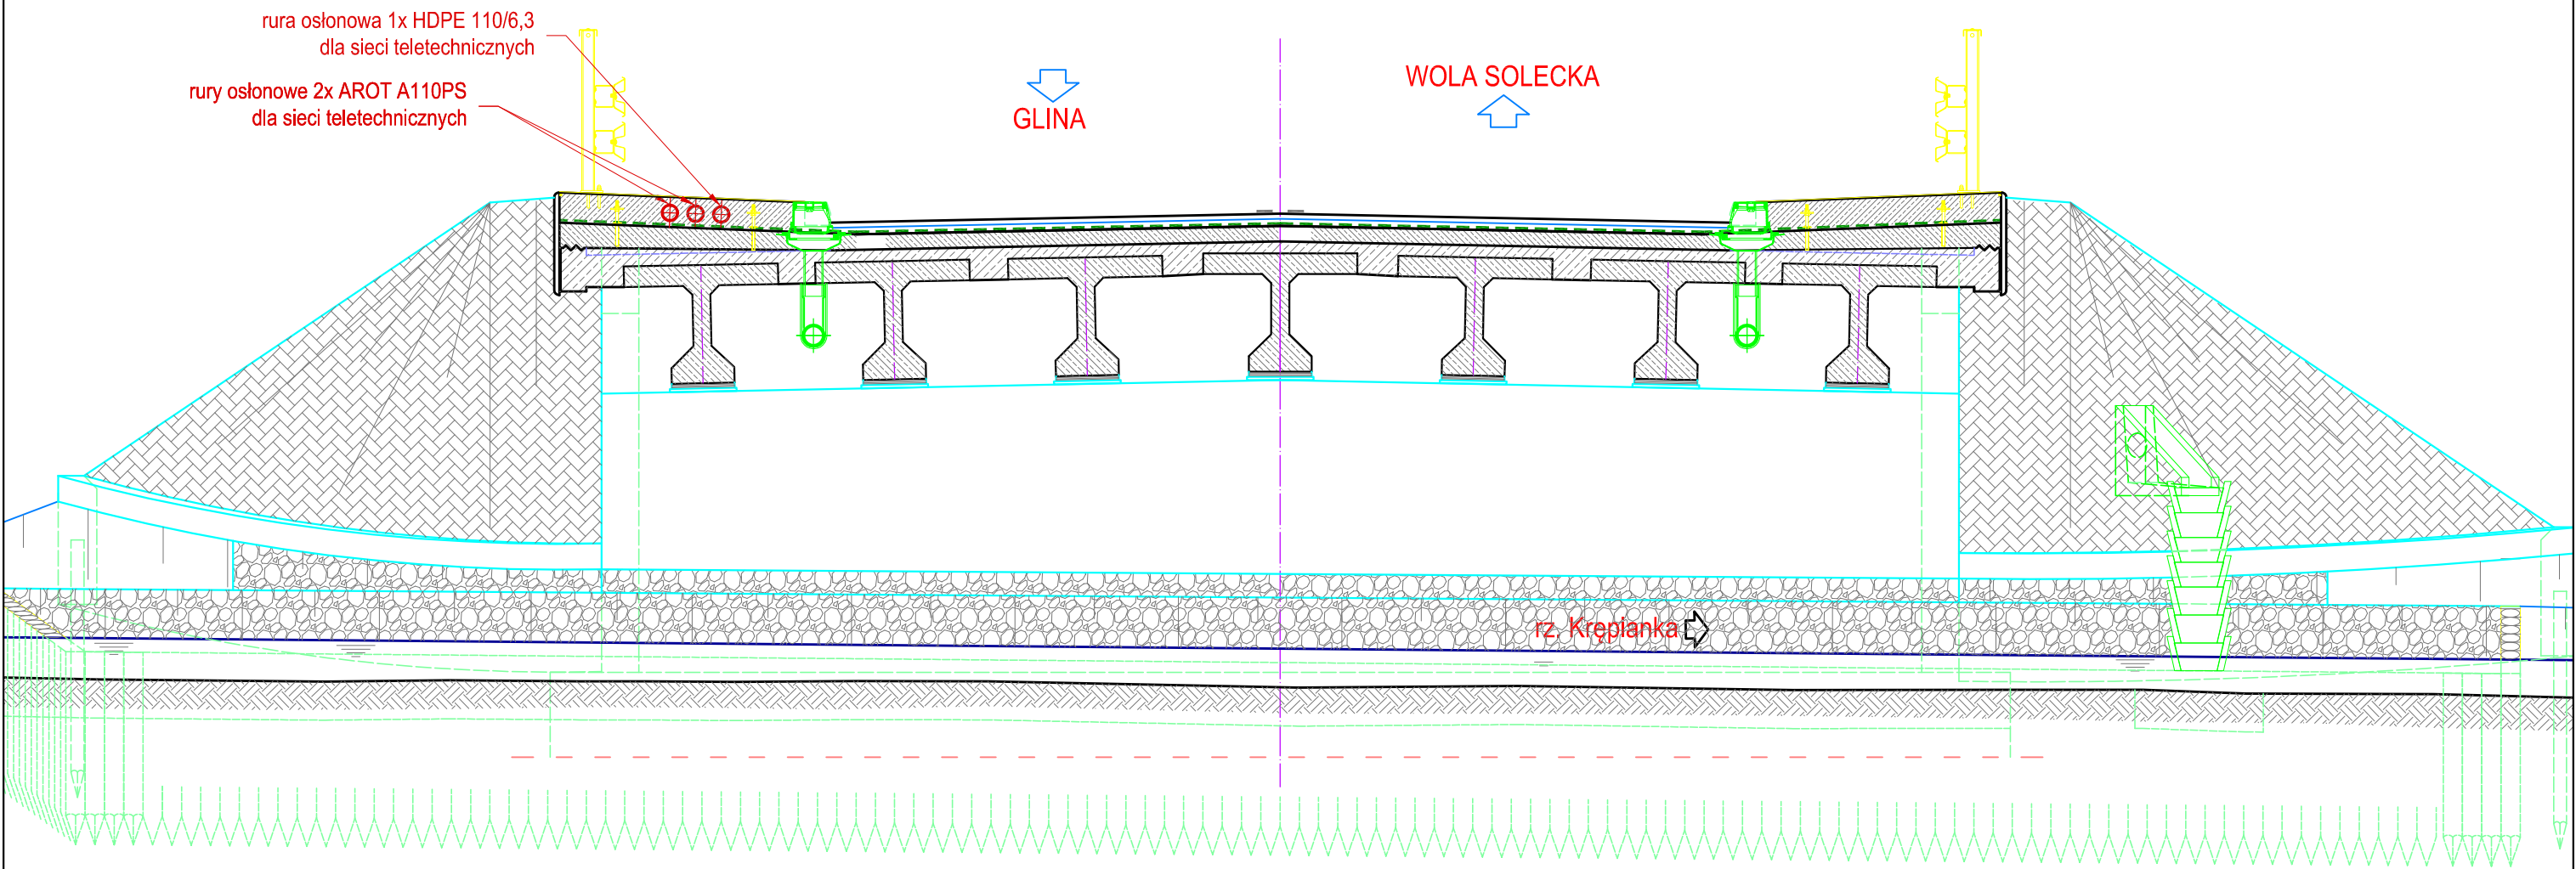 rura osłonowa 1x HDPE 110/6,3
dla sieci teletechnicznych
rury osłonowe 2x AROT A110PS
dla sieci teletechnicznych
GLINA
WOLA SOLECKA
rz. Krępianka